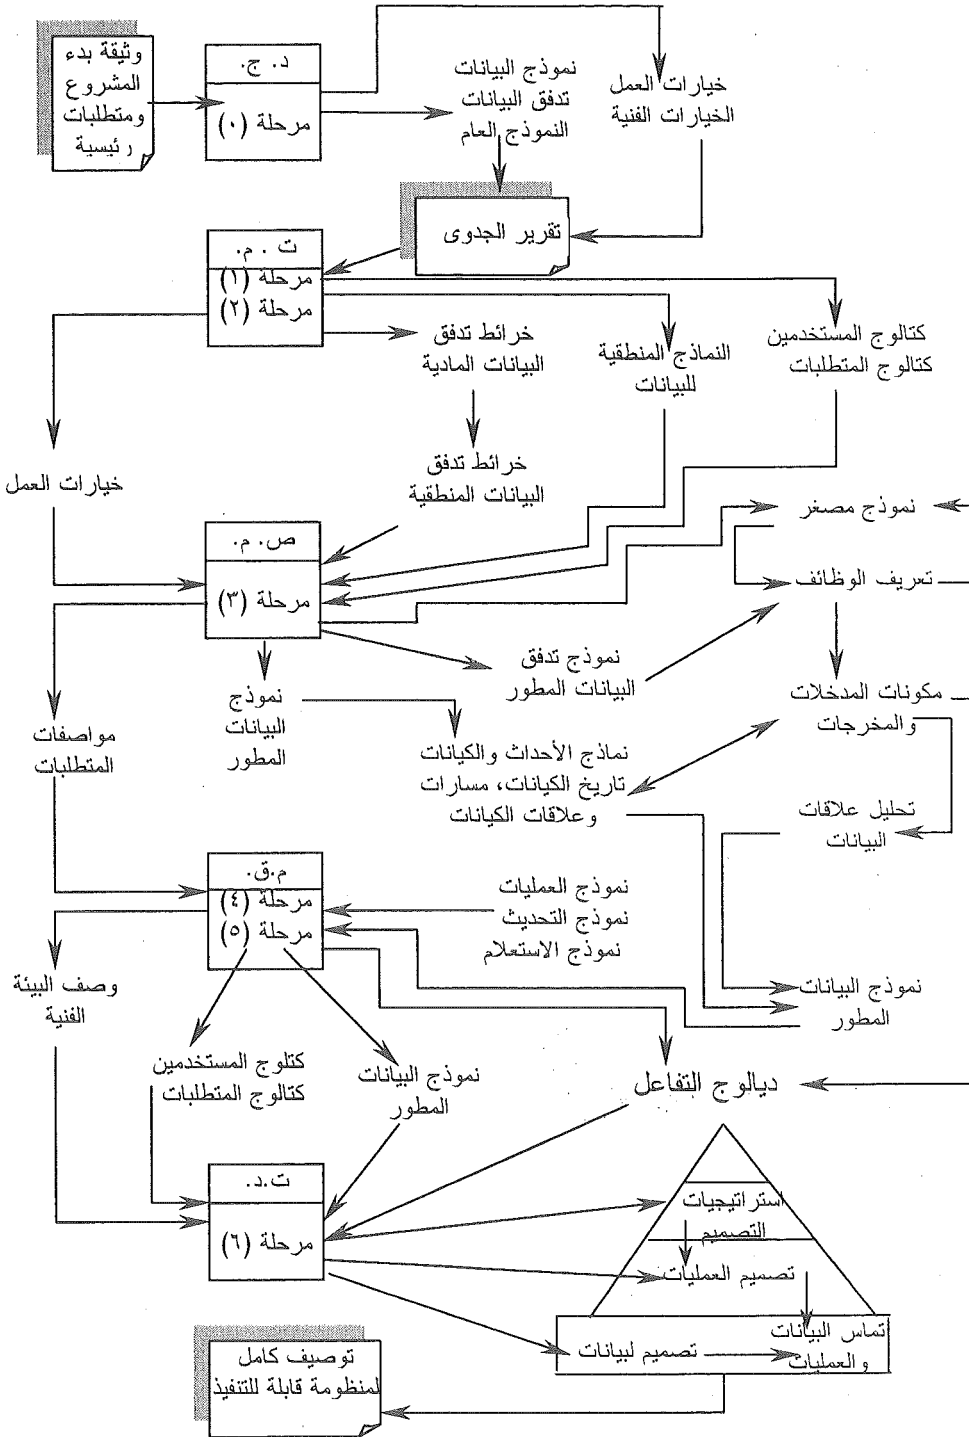 وثيقة بدء
المشروع
ومتطلبات
رئيسية
د. ج.
مرحلة (٠)
نموذج البيانات
تدفق البيانات
النموذج العام
خيارات العمل
الخيارات الفنية
تقرير الجدوى
ت . م.
مرحلة (١)
مرحلة (٢)
خرائط تدفق
البيانات المادية
النماذج المنطقية
للبيانات
كتالوج المستخدمين
كتالوج المتطلبات
خيارات العمل
خرائط تدفق
البيانات المنطقية
نموذج مصغر
ص. م.
مرحلة (٣)
تعريف الوظائف
نموذج تدفق
البيانات المطور
نموذج
البيانات
المطور
مكونات المدخلات
والمخرجات
مواصفات
المتطلبات
نماذج الأحداث والكيانات
تاريخ الكيانات، مسارات
وعلاقات الكيانات
تحليل علاقات
البيانات
م.ق.
مرحلة (٤)
مرحلة (٥)
نموذج العمليات
نموذج التحديث
نموذج الاستعلام
وصف البيئة
الفنية
نموذج البيانات
المطور
كتلوج المستخدمين
كتالوج المتطلبات
نموذج البيانات
المطور
ديالوج التفاعل
ت.د.
مرحلة (٦)
استراتيجيات
التصميم
تصميم العمليات
تصميم لبيانات
تماس البيانات
والعمليات
توصيف كامل
لمنظومة قابلة للتنفيذ